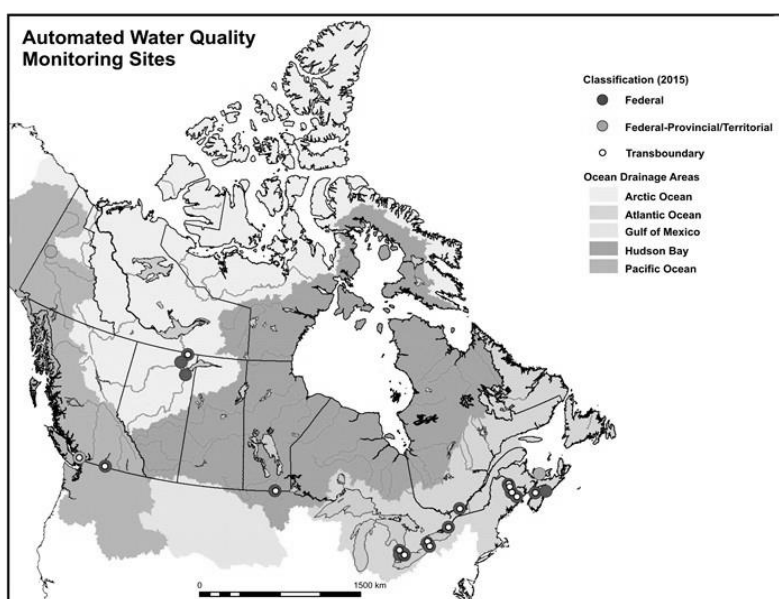 Automated Water Quality
Monitoring Sites
Classification (2015)
Federal
Federal-Provincial/Territorial
Transboundary
Ocean Drainage Areas
Arctic Ocean
Atlantic Ocean
Gulf of Mexico
Hudson Bay
Pacific Ocean
0 1500 km